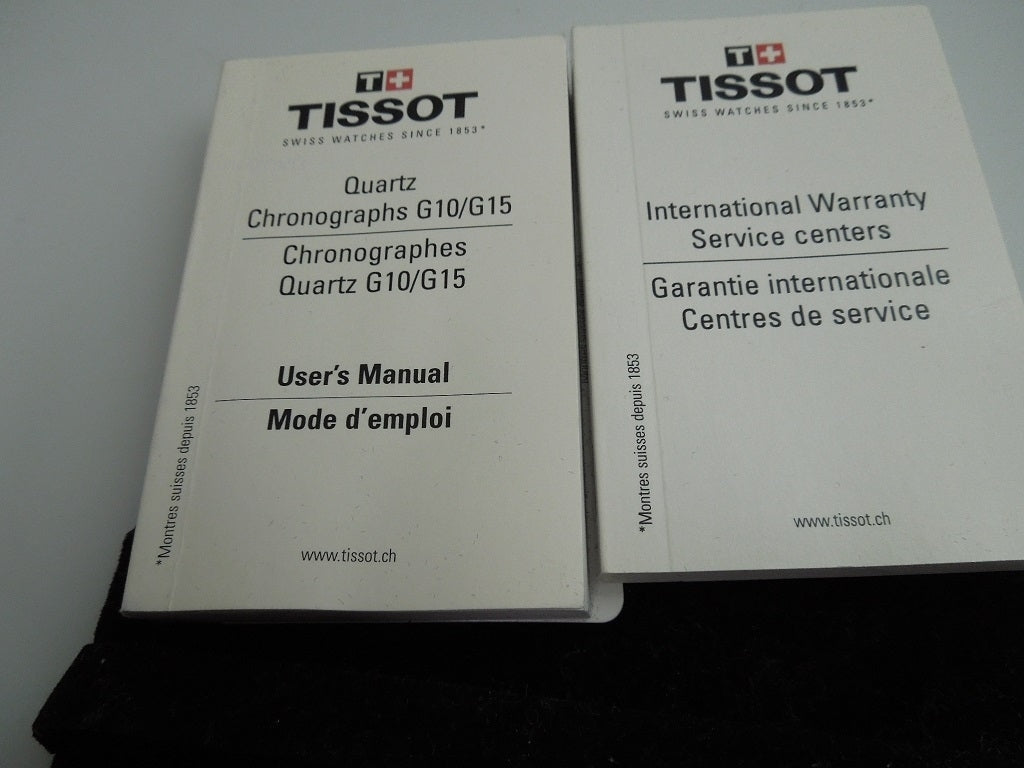 T+
TISSOT
SWISS WATCHES SINCE 1853*
Quartz
Chronographs G10/G15
Chronographes
Quartz G10/G15
User's Manual
Mode d'emploi
*Montres suisses depuis 1853
www.tissot.ch
T+
TISSOT
SWISS WATCHES SINCE 1853*
International Warranty
Service centers
Garantie internationale
Centres de service
*Montres suisses depuis 1853
www.tissot.ch